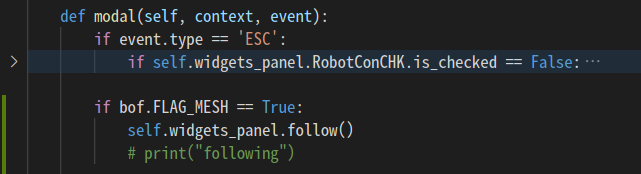 def modal(self, context, event):
if event.type == 'ESC':
if self.widgets_panel.RobotConCHK.is_checked == False:⋯
if bof.FLAG_MESH == True:
self.widgets_panel.follow()
# print("following")